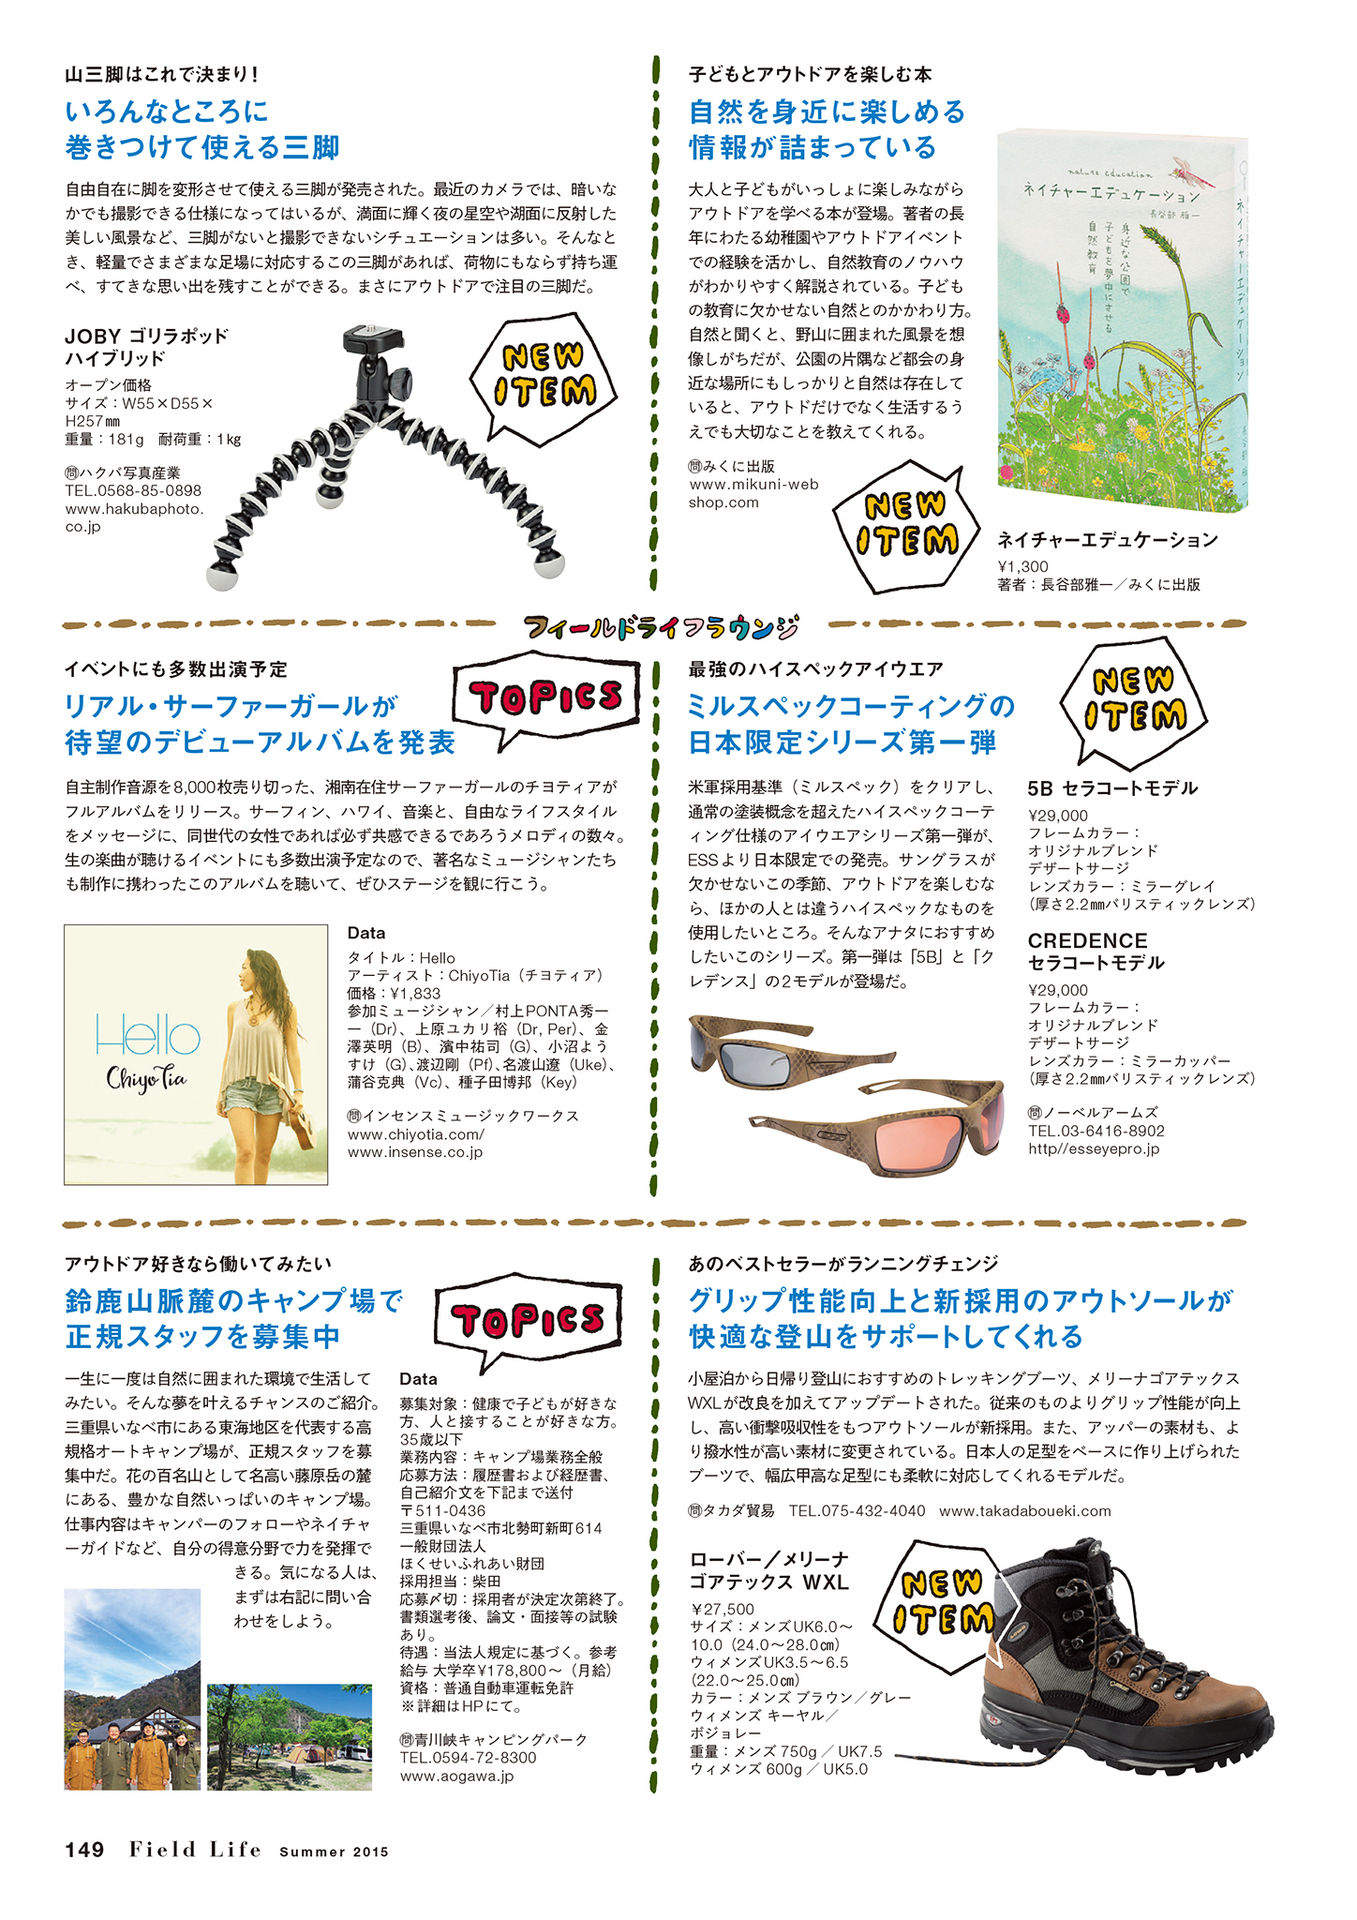 山三脚はこれで決まり！
いろんなところに
巻きつけて使える三脚
自由自在に脚を変形させて使える三脚が発売された。最近のカメラでは、暗いな
かでも撮影できる仕様になってはいるが、満面に輝く夜の星空や湖面に反射した
美しい風景など、三脚がないと撮影できないシチュエーションは多い。そんなと
き、軽量でさまざまな足場に対応するこの三脚があれば、荷物にもならず持ち運
べ、すてきな思い出を残すことができる。まさにアウトドアで注目の三脚だ。
JOBY ゴリラポッド
ハイブリッド
オープン価格
サイズ：W55×D55×
H257㎜
重量：181g　耐荷重：1㎏
㉄ハクバ写真産業
TEL.0568-85-0898
www.hakubaphoto.
co.jp
NEW
ITEM
子どもとアウトドアを楽しむ本
自然を身近に楽しめる
情報が詰まっている
大人と子どもがいっしょに楽しみながら
アウトドアを学べる本が登場。著者の長
年にわたる幼稚園やアウトドアイベント
での経験を活かし、自然教育のノウハウ
がわかりやすく解説されている。子ども
の教育に欠かせない自然とのかかわり方。
自然と聞くと、野山に囲まれた風景を想
像しがちだが、公園の片隅など都会の身
近な場所にもしっかりと自然は存在して
いると、アウトドだけでなく生活するう
えでも大切なことを教えてくれる。
㉄みくに出版
www.mikuni-web
shop.com
NEW
ITEM
nature education
ネイチャーエデュケーション
長谷部 雅一
身近な公園で
子どもを夢中にさせる
自然教育
ネイチャーエデュケーション
長谷部 雅一
ネイチャーエデュケーション
¥1,300
著者：長谷部雅一／みくに出版
フィールドライフラウンジ
イベントにも多数出演予定
リアル・サーファーガールが
待望のデビューアルバムを発表
TOPICS
自主制作音源を8,000枚売り切った、湘南在住サーファーガールのチヨティアが
フルアルバムをリリース。サーフィン、ハワイ、音楽と、自由なライフスタイル
をメッセージに、同世代の女性であれば必ず共感できるであろうメロディの数々。
生の楽曲が聴けるイベントにも多数出演予定なので、著名なミュージシャンたち
も制作に携わったこのアルバムを聴いて、ぜひステージを観に行こう。
Hello
ChiyoTia
Data
タイトル：Hello
アーティスト：ChiyoTia（チヨティア）
価格：¥1,833
参加ミュージシャン／村上PONTA秀一
一（Dr）、上原ユカリ裕（Dr, Per）、金
澤英明（B）、濱中祐司（G）、小沼よう
すけ（G）、渡辺剛（Pf）、名渡山遼（Uke）、
蒲谷克典（Vc）、種子田博邦（Key）
㉄インセンスミュージックワークス
www.chiyotia.com/
www.insense.co.jp
最強のハイスペックアイウエア
ミルスペックコーティングの
日本限定シリーズ第一弾
NEW
ITEM
米軍採用基準（ミルスペック）をクリアし、
通常の塗装概念を超えたハイスペックコーテ
ィング仕様のアイウエアシリーズ第一弾が、
ESSより日本限定での発売。サングラスが
欠かせないこの季節、アウトドアを楽しむな
ら、ほかの人とは違うハイスペックなものを
使用したいところ。そんなアナタにおすすめ
したいこのシリーズ。第一弾は「5B」と「ク
レデンス」の2モデルが登場だ。
5B セラコートモデル
¥29,000
フレームカラー：
オリジナルブレンド
デザートサージ
レンズカラー：ミラーグレイ
（厚さ2.2㎜バリスティックレンズ）
CREDENCE
セラコートモデル
¥29,000
フレームカラー：
オリジナルブレンド
デザートサージ
レンズカラー：ミラーカッパー
（厚さ2.2㎜バリスティックレンズ）
㉄ノーベルアームズ
TEL.03-6416-8902
http//esseyepro.jp
アウトドア好きなら働いてみたい
鈴鹿山脈麓のキャンプ場で
正規スタッフを募集中
TOPICS
一生に一度は自然に囲まれた環境で生活して
みたい。そんな夢を叶えるチャンスのご紹介。
三重県いなべ市にある東海地区を代表する高
規格オートキャンプ場が、正規スタッフを募
集中だ。花の百名山として名高い藤原岳の麓
にある、豊かな自然いっぱいのキャンプ場。
仕事内容はキャンパーのフォローやネイチャ
ーガイドなど、自分の得意分野で力を発揮で
きる。気になる人は、
まずは右記に問い合
わせをしよう。
Data
募集対象：健康で子どもが好きな
方、人と接することが好きな方。
35歳以下
業務内容：キャンプ場業務全般
応募方法：履歴書および経歴書、
自己紹介文を下記まで送付
〒511-0436
三重県いなべ市北勢町新町614
一般財団法人
ほくせいふれあい財団
採用担当：柴田
応募〆切：採用者が決定次第終了。
書類選考後、論文・面接等の試験
あり。
待遇：当法人規定に基づく。参考
給与 大学卒¥178,800〜（月給）
資格：普通自動車運転免許
※詳細はHPにて。
㉄青川峡キャンピングパーク
TEL.0594-72-8300
www.aogawa.jp
あのベストセラーがランニングチェンジ
グリップ性能向上と新採用のアウトソールが
快適な登山をサポートしてくれる
小屋泊から日帰り登山におすすめのトレッキングブーツ、メリーナゴアテックス
WXLが改良を加えてアップデートされた。従来のものよりグリップ性能が向上
し、高い衝撃吸収性をもつアウトソールが新採用。また、アッパーの素材も、よ
り撥水性が高い素材に変更されている。日本人の足型をベースに作り上げられた
ブーツで、幅広甲高な足型にも柔軟に対応してくれるモデルだ。
㉄タカダ貿易　TEL.075-432-4040　www.takadaboueki.com
ローバー／メリーナ
ゴアテックス WXL
¥27,500
サイズ：メンズUK6.0〜
10.0（24.0〜28.0㎝）
ウィメンズUK3.5〜6.5
（22.0〜25.0㎝）
カラー：メンズ ブラウン／グレー
ウィメンズ キーヤル／
ボジョレー
重量：メンズ 750g ／ UK7.5
ウィメンズ 600g ／ UK5.0
NEW
ITEM
149 Field Life Summer 2015